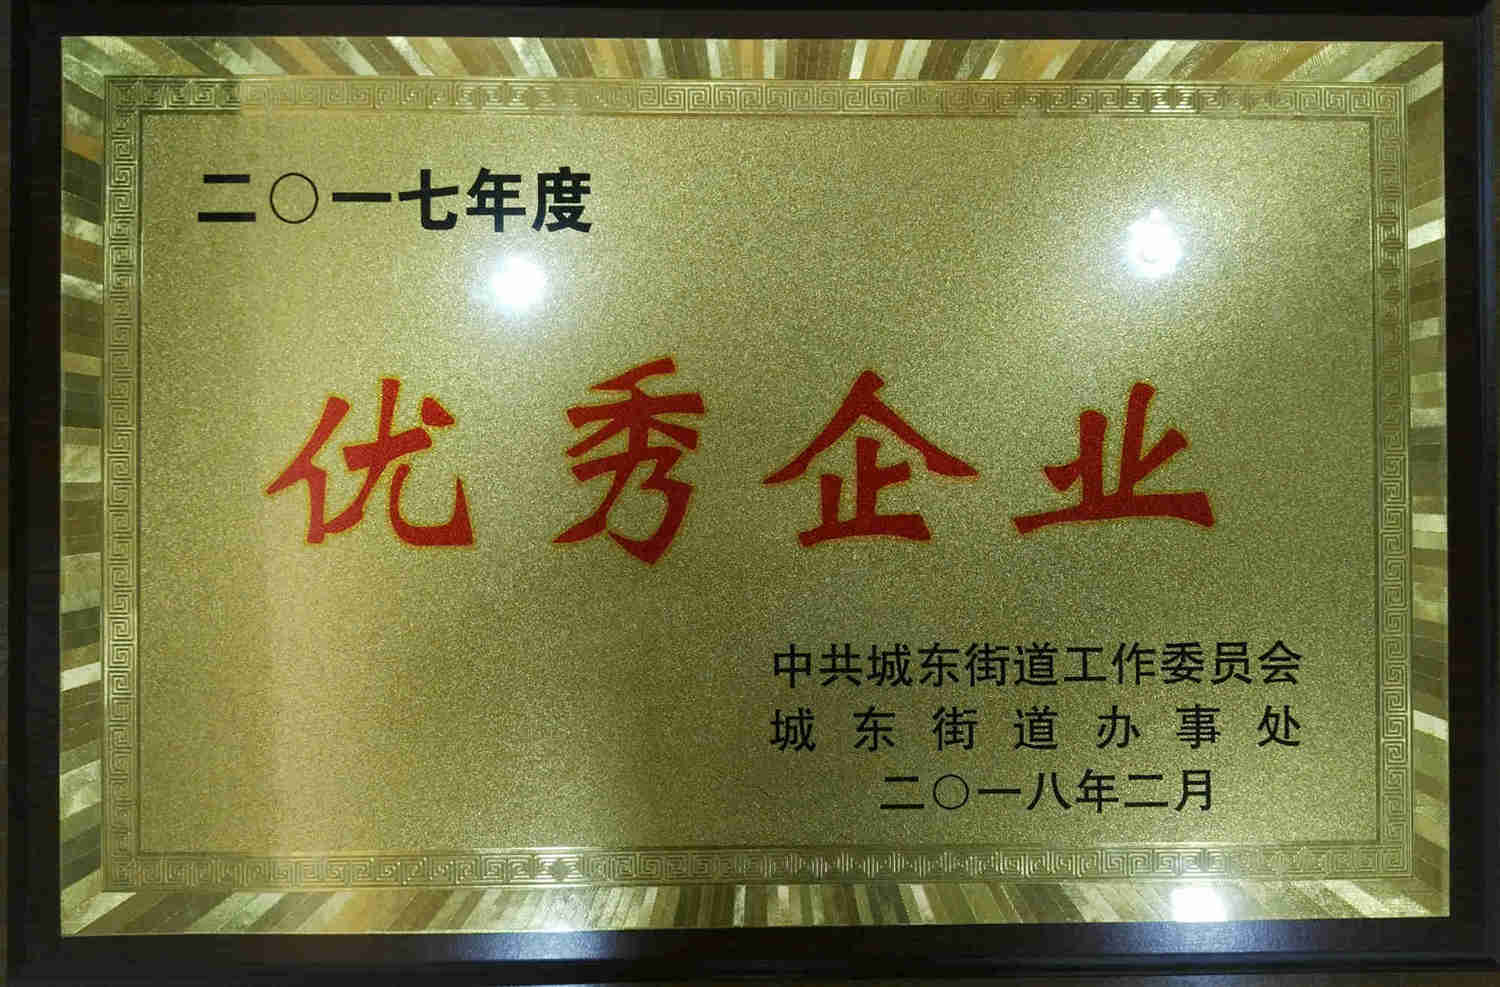 二〇一七年度
优秀企业
中共城东街道工作委员会
城东街道办事处
二〇一八年二月